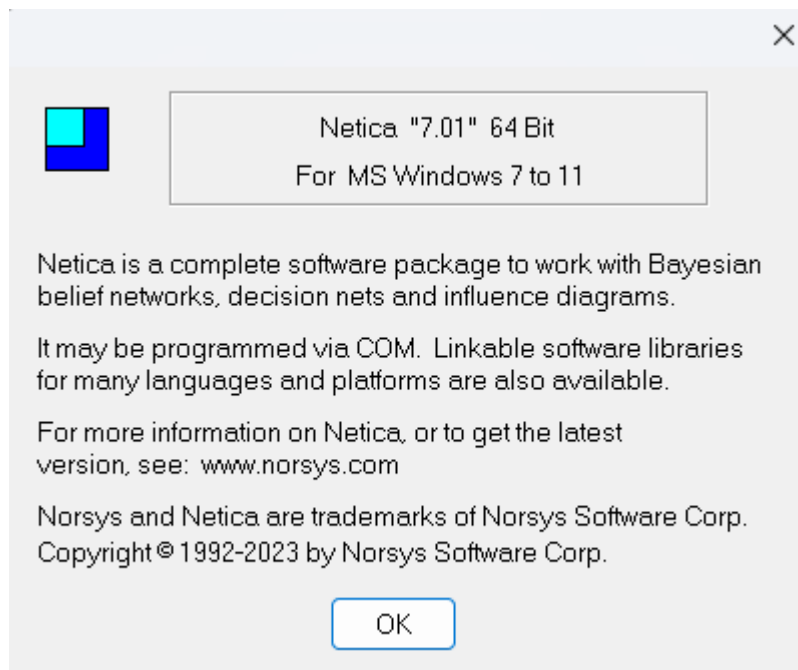 Netica "7.01" 64 Bit
For MS Windows 7 to 11
Netica is a complete software package to work with Bayesian
belief networks, decision nets and influence diagrams.
It may be programmed via COM. Linkable software libraries
for many languages and platforms are also available.
For more information on Netica, or to get the latest
version, see: www.norsys.com
Norsys and Netica are trademarks of Norsys Software Corp.
Copyright © 1992-2023 by Norsys Software Corp.
OK